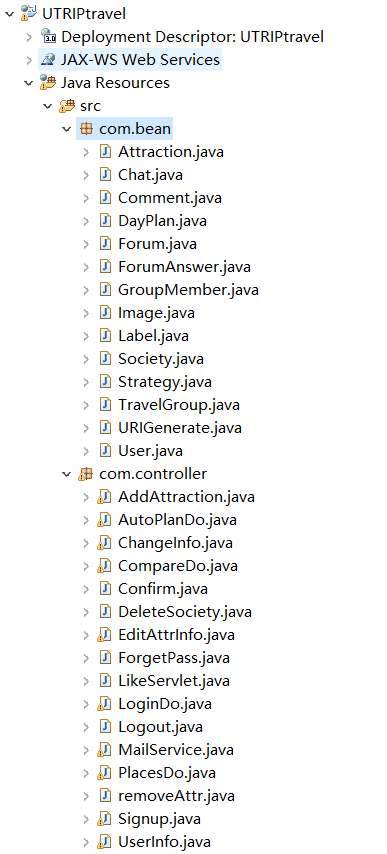 UTRIPtravel
3.0 Deployment Descriptor: UTRIPtravel
JAX-WS Web Services
Java Resources
src
com.bean
Attraction.java
Chat.java
Comment.java
DayPlan.java
Forum.java
ForumAnswer.java
GroupMember.java
Image.java
Label.java
Society.java
Strategy.java
TravelGroup.java
URIGenerate.java
User.java
com.controller
AddAttraction.java
AutoPlanDo.java
ChangeInfo.java
CompareDo.java
Confirm.java
DeleteSociety.java
EditAttrInfo.java
ForgetPass.java
LikeServlet.java
LoginDo.java
Logout.java
MailService.java
PlacesDo.java
removeAttr.java
Signup.java
UserInfo.java